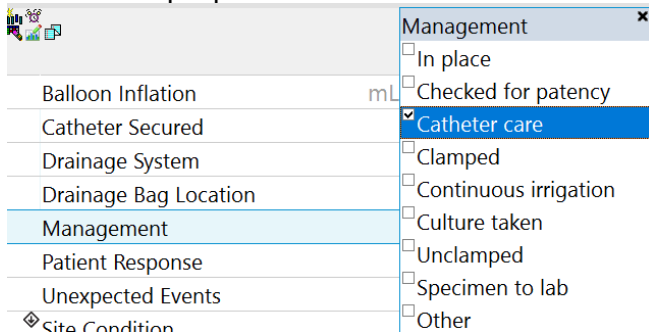 Management
In place
Balloon Inflation mL
Checked for patency
Catheter Secured
Catheter care
Drainage System
Clamped
Drainage Bag Location
Continuous irrigation
Management
Culture taken
Patient Response
Unclamped
Unexpected Events
Specimen to lab
Site Condition
Other